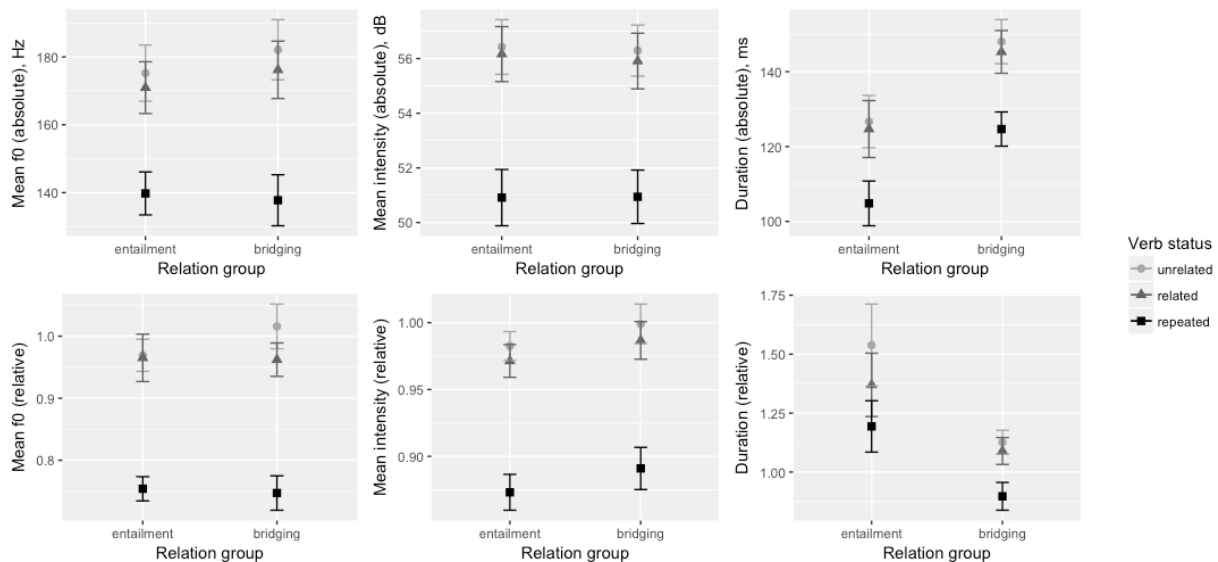 Mean f0 (absolute), Hz
180
160
140
entailment
bridging
Relation group
Mean intensity (absolute), dB
56
54
52
50
entailment
bridging
Relation group
Duration (absolute), ms
140
120
100
entailment
bridging
Relation group
Verb status
unrelated
related
repeated
Mean f0 (relative)
1.0
0.9
0.8
entailment
bridging
Relation group
Mean intensity (relative)
1.00
0.95
0.90
entailment
bridging
Relation group
Duration (relative)
1.75
1.50
1.25
1.00
entailment
bridging
Relation group